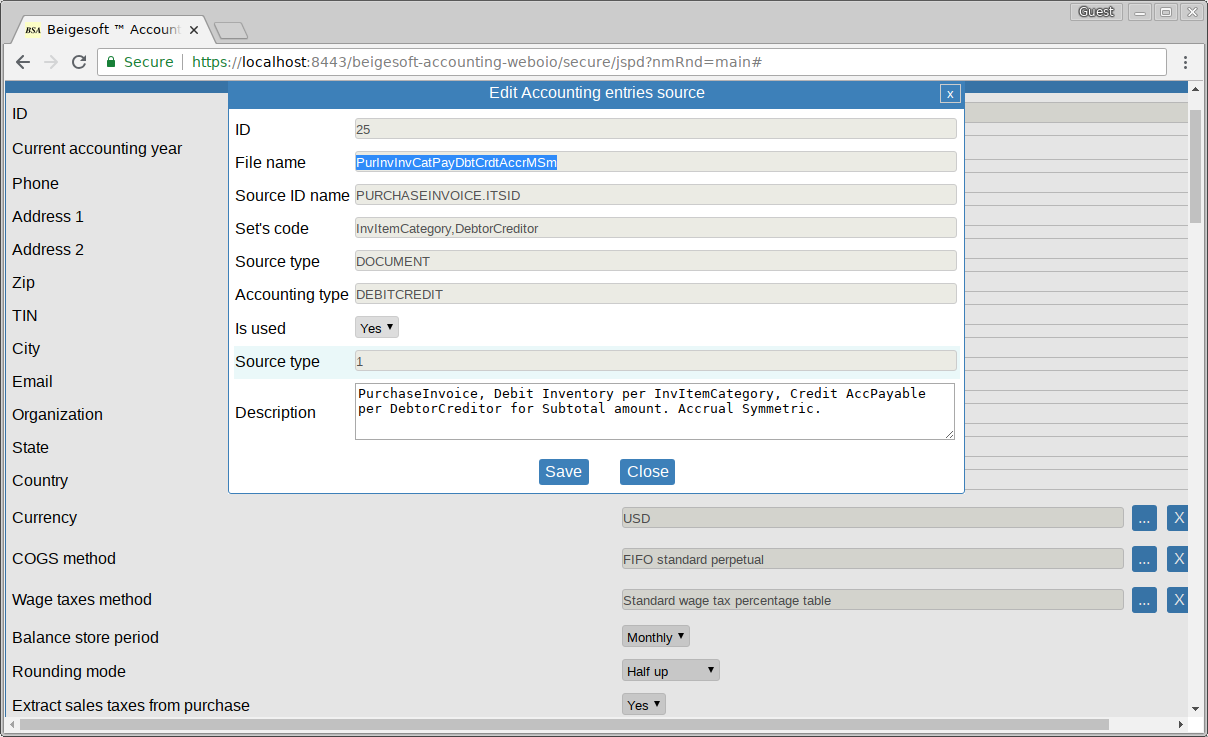 Guest
BSA Beigesoft ™ Account
Secure https://localhost:8443/beigesoft-accounting-weboio/secure/jspd?nmRnd=main#
Edit Accounting entries source x
ID 25
File name PurInvInvCatPayDbtCrdtAccrMSm
Source ID name PURCHASEINVOICE.ITSID
Set's code InvItemCategory,DebtorCreditor
Source type DOCUMENT
Accounting type DEBITCREDIT
Is used Yes
Source type 1
Description PurchaseInvoice, Debit Inventory per InvItemCategory, Credit AccPayable
per DebtorCreditor for Subtotal amount. Accrual Symmetric.
Save Close
ID
Current accounting year
Phone
Address 1
Address 2
Zip
TIN
City
Email
Organization
State
Country
Currency USD ... X
COGS method FIFO standard perpetual ... X
Wage taxes method Standard wage tax percentage table ... X
Balance store period Monthly
Rounding mode Half up
Extract sales taxes from purchase Yes